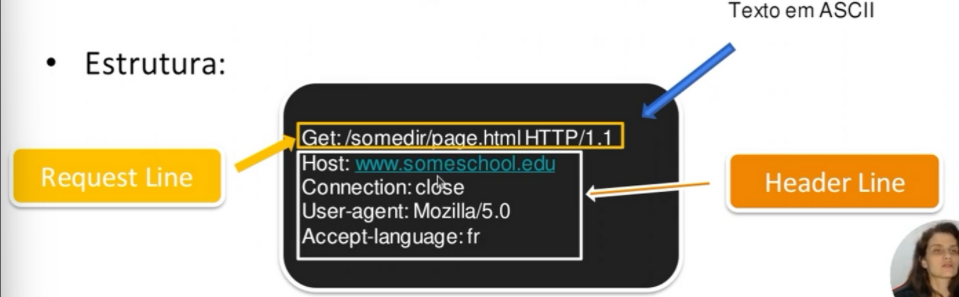 Texto em ASCII
• Estrutura:
Get: /somedir/page.html HTTP/1.1
Host: www.someschool.edu
Connection: close
User-agent: Mozilla/5.0
Accept-language: fr
Request Line
Header Line